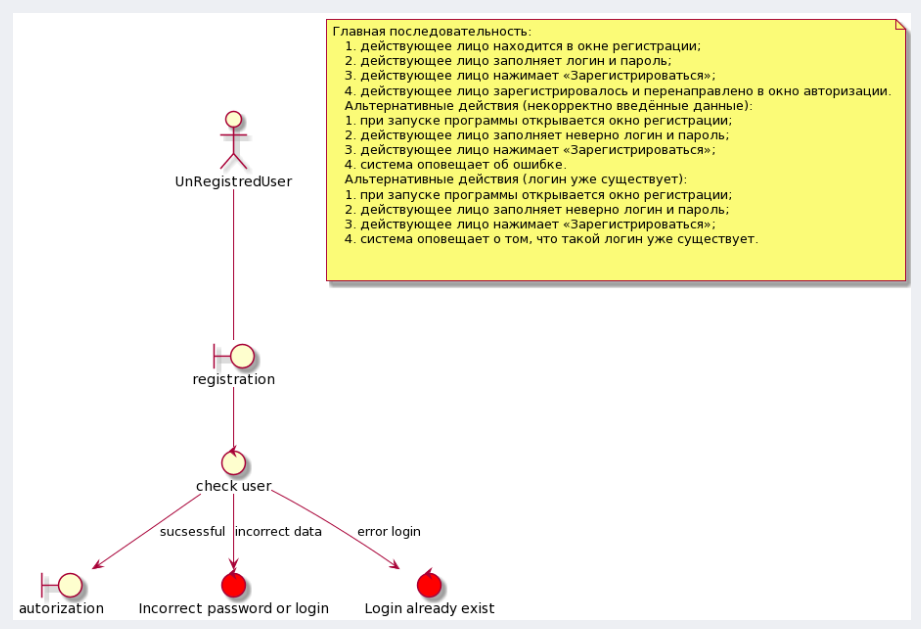 Главная последовательность:
1. действующее лицо находится в окне регистрации;
2. действующее лицо заполняет логин и пароль;
3. действующее лицо нажимает «Зарегистрироваться»;
4. действующее лицо зарегистрировалось и перенаправлено в окно авторизации.
Альтернативные действия (некорректно введённые данные):
1. при запуске программы открывается окно регистрации;
2. действующее лицо заполняет неверно логин и пароль;
3. действующее лицо нажимает «Зарегистрироваться»;
4. система оповещает об ошибке.
Альтернативные действия (логин уже существует):
1. при запуске программы открывается окно регистрации;
2. действующее лицо заполняет неверно логин и пароль;
3. действующее лицо нажимает «Зарегистрироваться»;
4. система оповещает о том, что такой логин уже существует.
UnRegistredUser
registration
check user
sucsessful
incorrect data
error login
autorization
Incorrect password or login
Login already exist